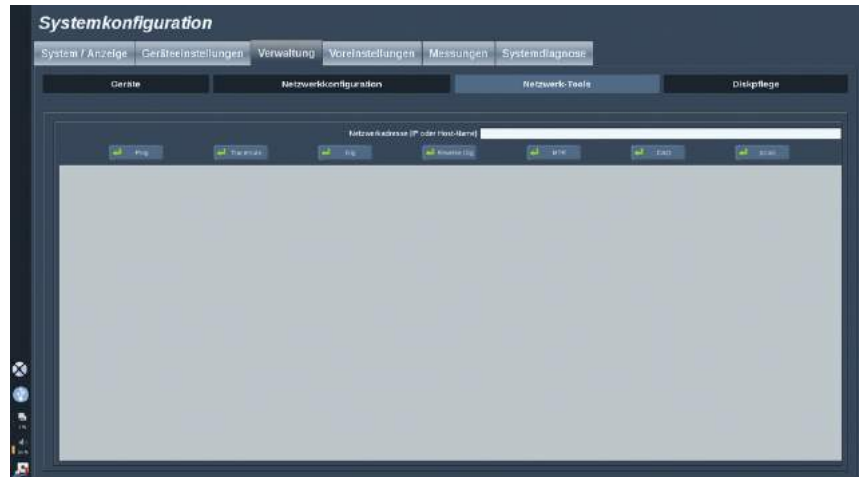 Systemkonfiguration
System / Anzeige Geräteeinstellungen Verwaltung Voreinstellungen Messungen Systemdiagnose
Geräte Netzwerkkonfiguration Netzwerk-Tools Diskpflege
Netzwerkadresse (IP oder Host-Name)
Ping Traceroute Dig Reverse Dig MTR